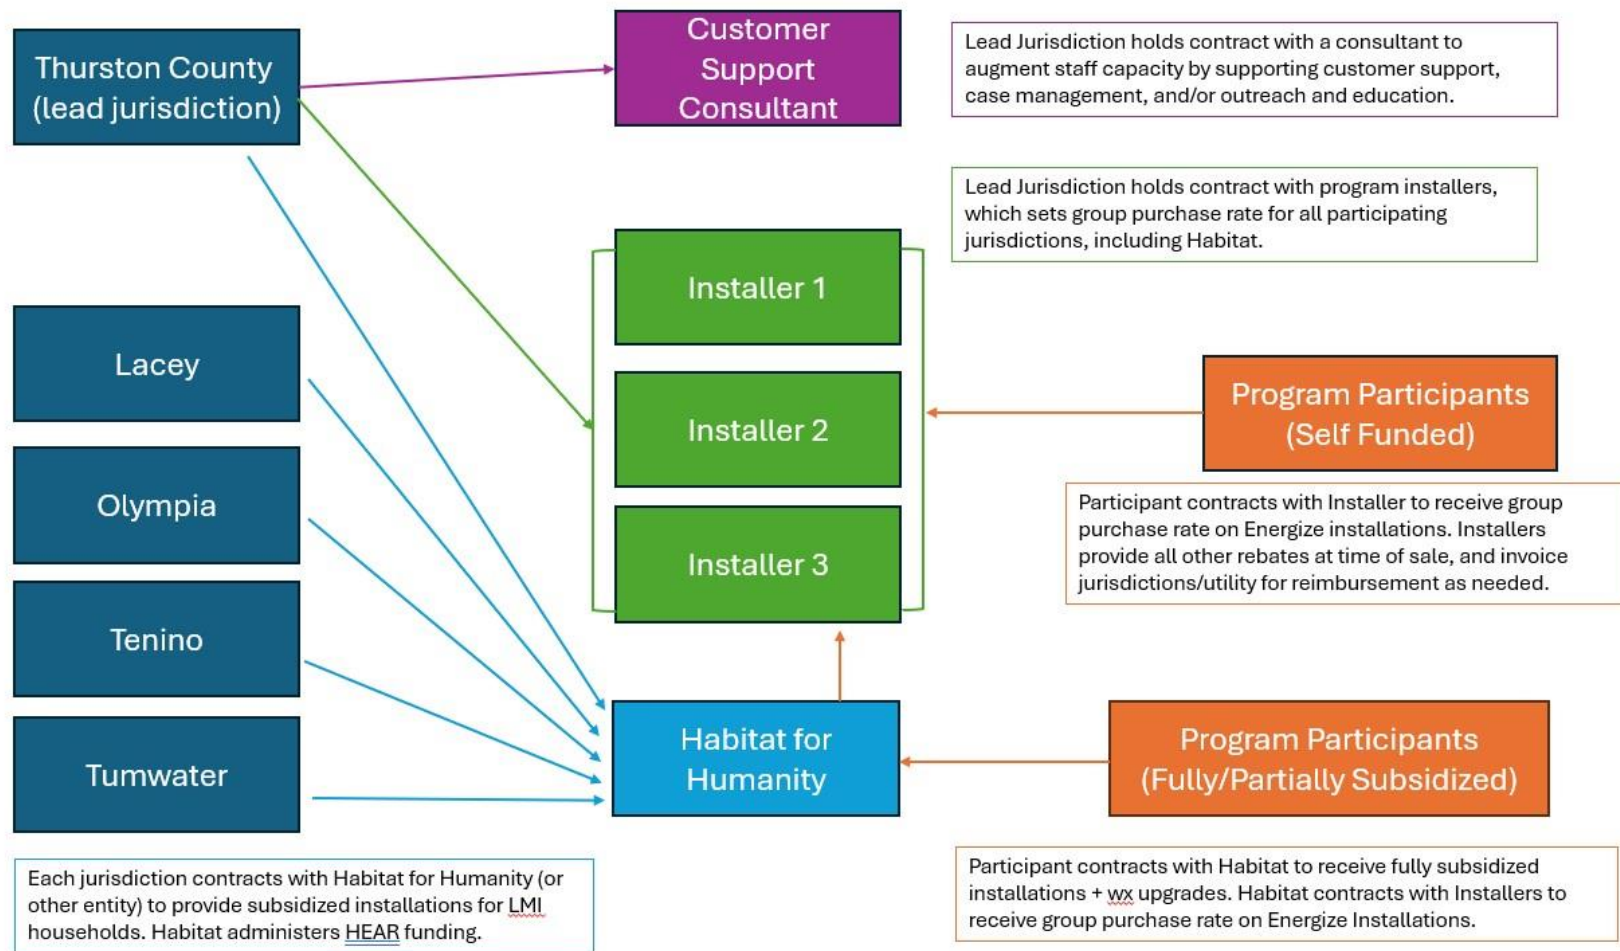 Thurston County
(lead jurisdiction)
Customer
Support
Consultant
Lead Jurisdiction holds contract with a consultant to
augment staff capacity by supporting customer support,
case management, and/or outreach and education.
Lead Jurisdiction holds contract with program installers,
which sets group purchase rate for all participating
jurisdictions, including Habitat.
Installer 1
Lacey
Program Participants
(Self Funded)
Installer 2
Olympia
Participant contracts with Installer to receive group
purchase rate on Energize installations. Installers
provide all other rebates at time of sale, and invoice
jurisdictions/utility for reimbursement as needed.
Installer 3
Tenino
Habitat for
Humanity
Program Participants
(Fully/Partially Subsidized)
Tumwater
Each jurisdiction contracts with Habitat for Humanity (or
other entity) to provide subsidized installations for LMI
households. Habitat administers HEAR funding.
Participant contracts with Habitat to receive fully subsidized
installations + wx upgrades. Habitat contracts with Installers to
receive group purchase rate on Energize Installations.